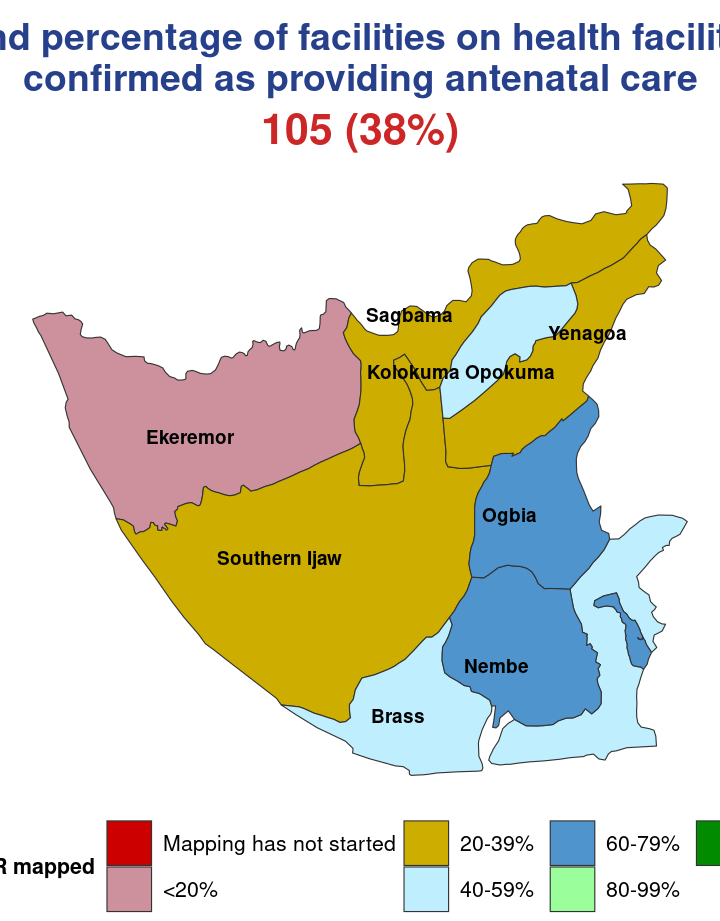 nd percentage of facilities on health facilit
confirmed as providing antenatal care
105 (38%)
Sagbama
Yenagoa
Kolokuma Opokuma
Ekeremor
Ogbia
Southern Ijaw
Nembe
Brass
R mapped
Mapping has not started
<20%
20-39%
40-59%
60-79%
80-99%